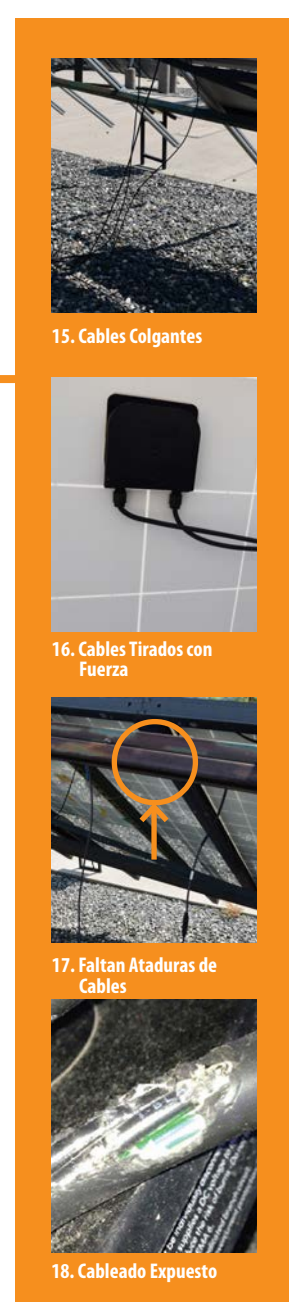 15. Cables Colgantes
16. Cables Tirados con
Fuerza
17. Faltan Ataduras de
Cables
18. Cableado Expuesto